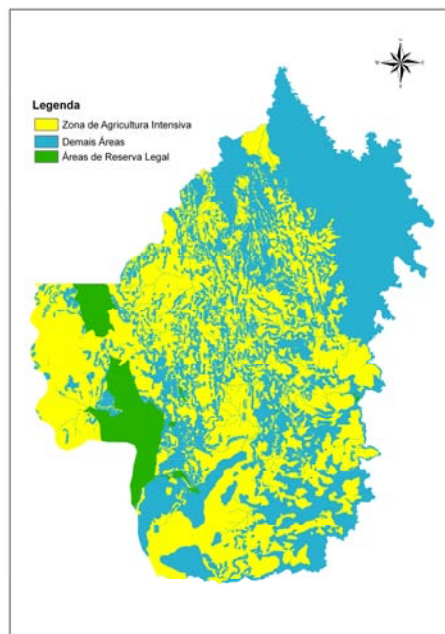 Legenda
Zona de Agricultura Intensiva
Demais Áreas
Áreas de Reserva Legal